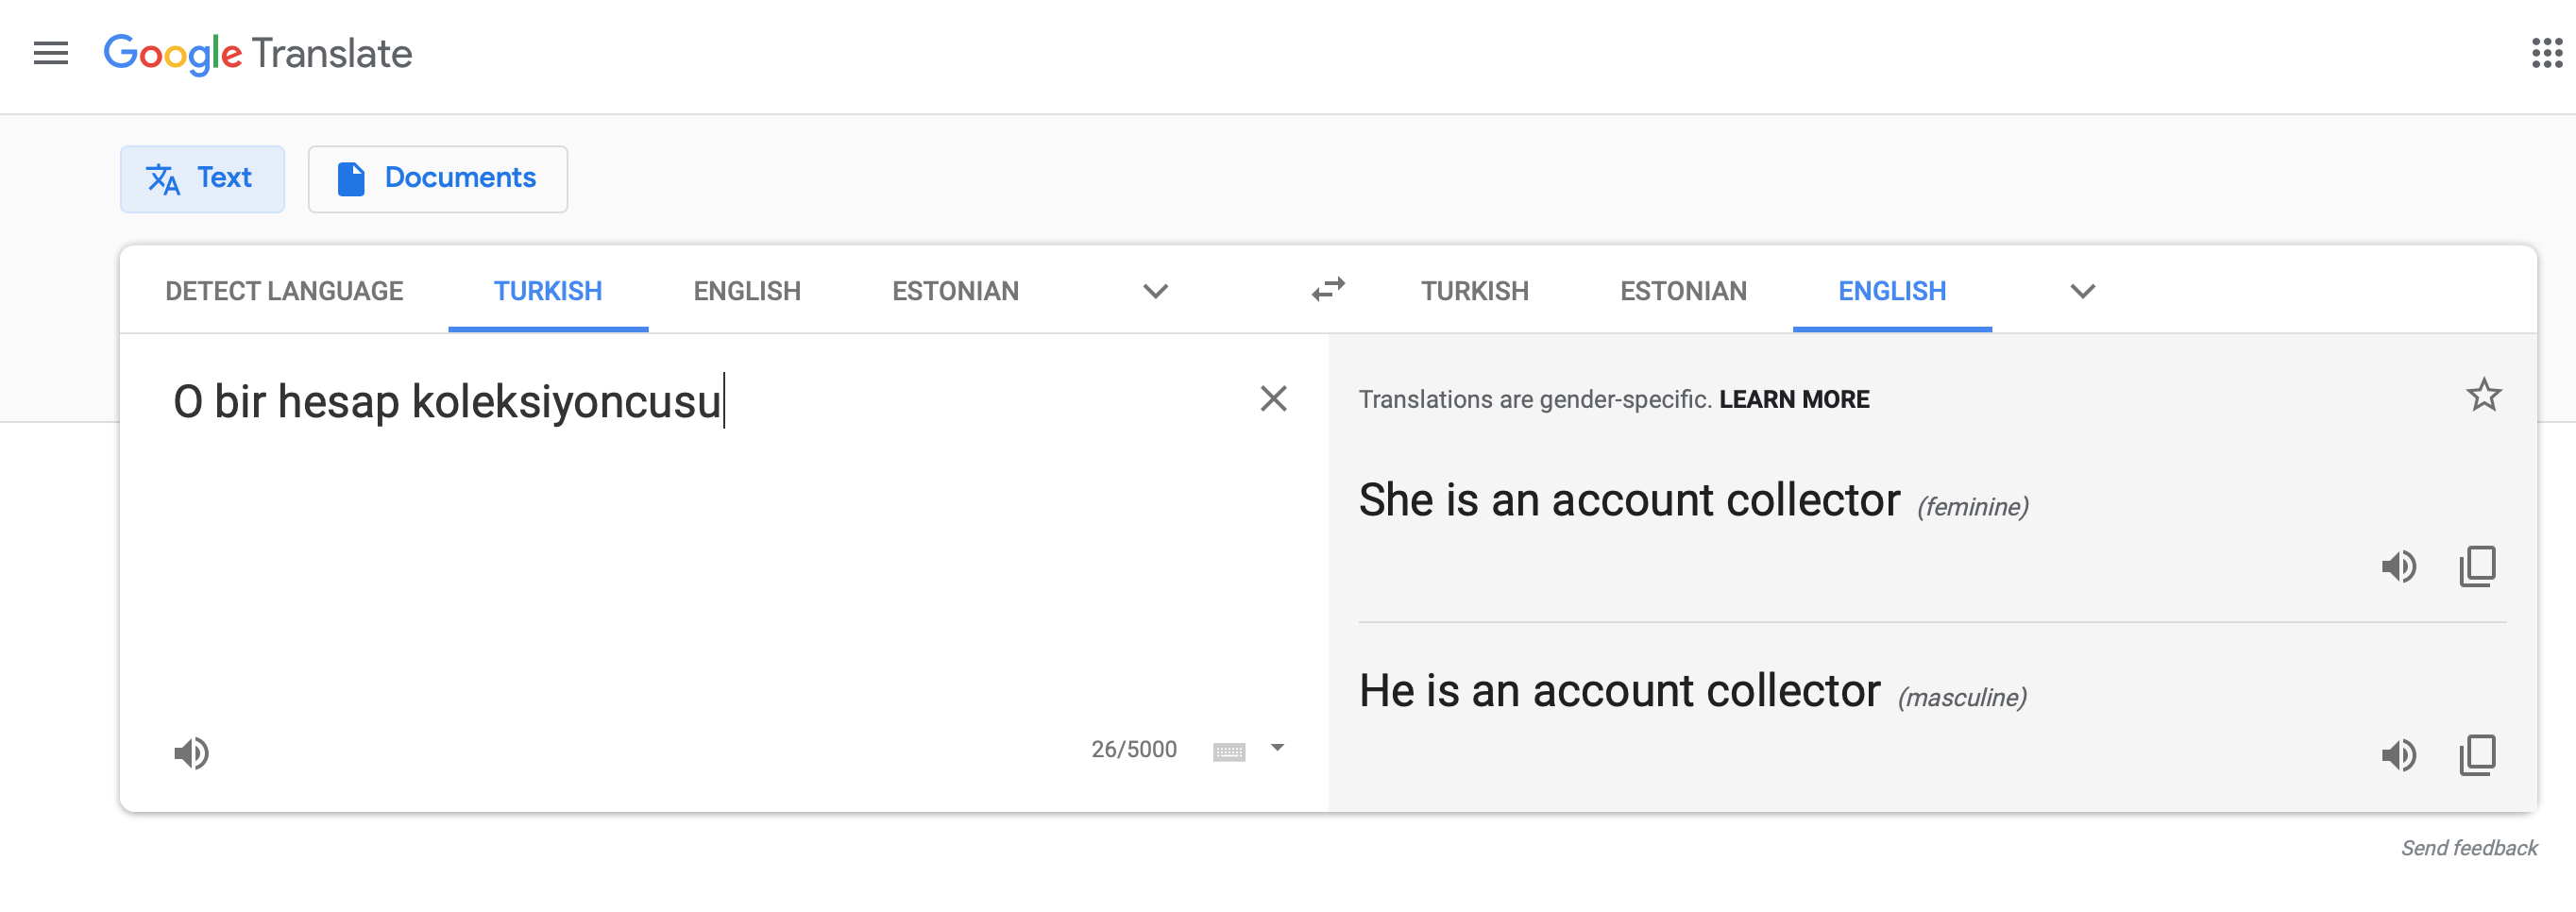 Google Translate
Text
Documents
DETECT LANGUAGE TURKISH ENGLISH ESTONIAN
TURKISH ESTONIAN ENGLISH
O bir hesap koleksiyoncusu
26/5000
Translations are gender-specific. LEARN MORE
She is an account collector (feminine)
He is an account collector (masculine)
Send feedback